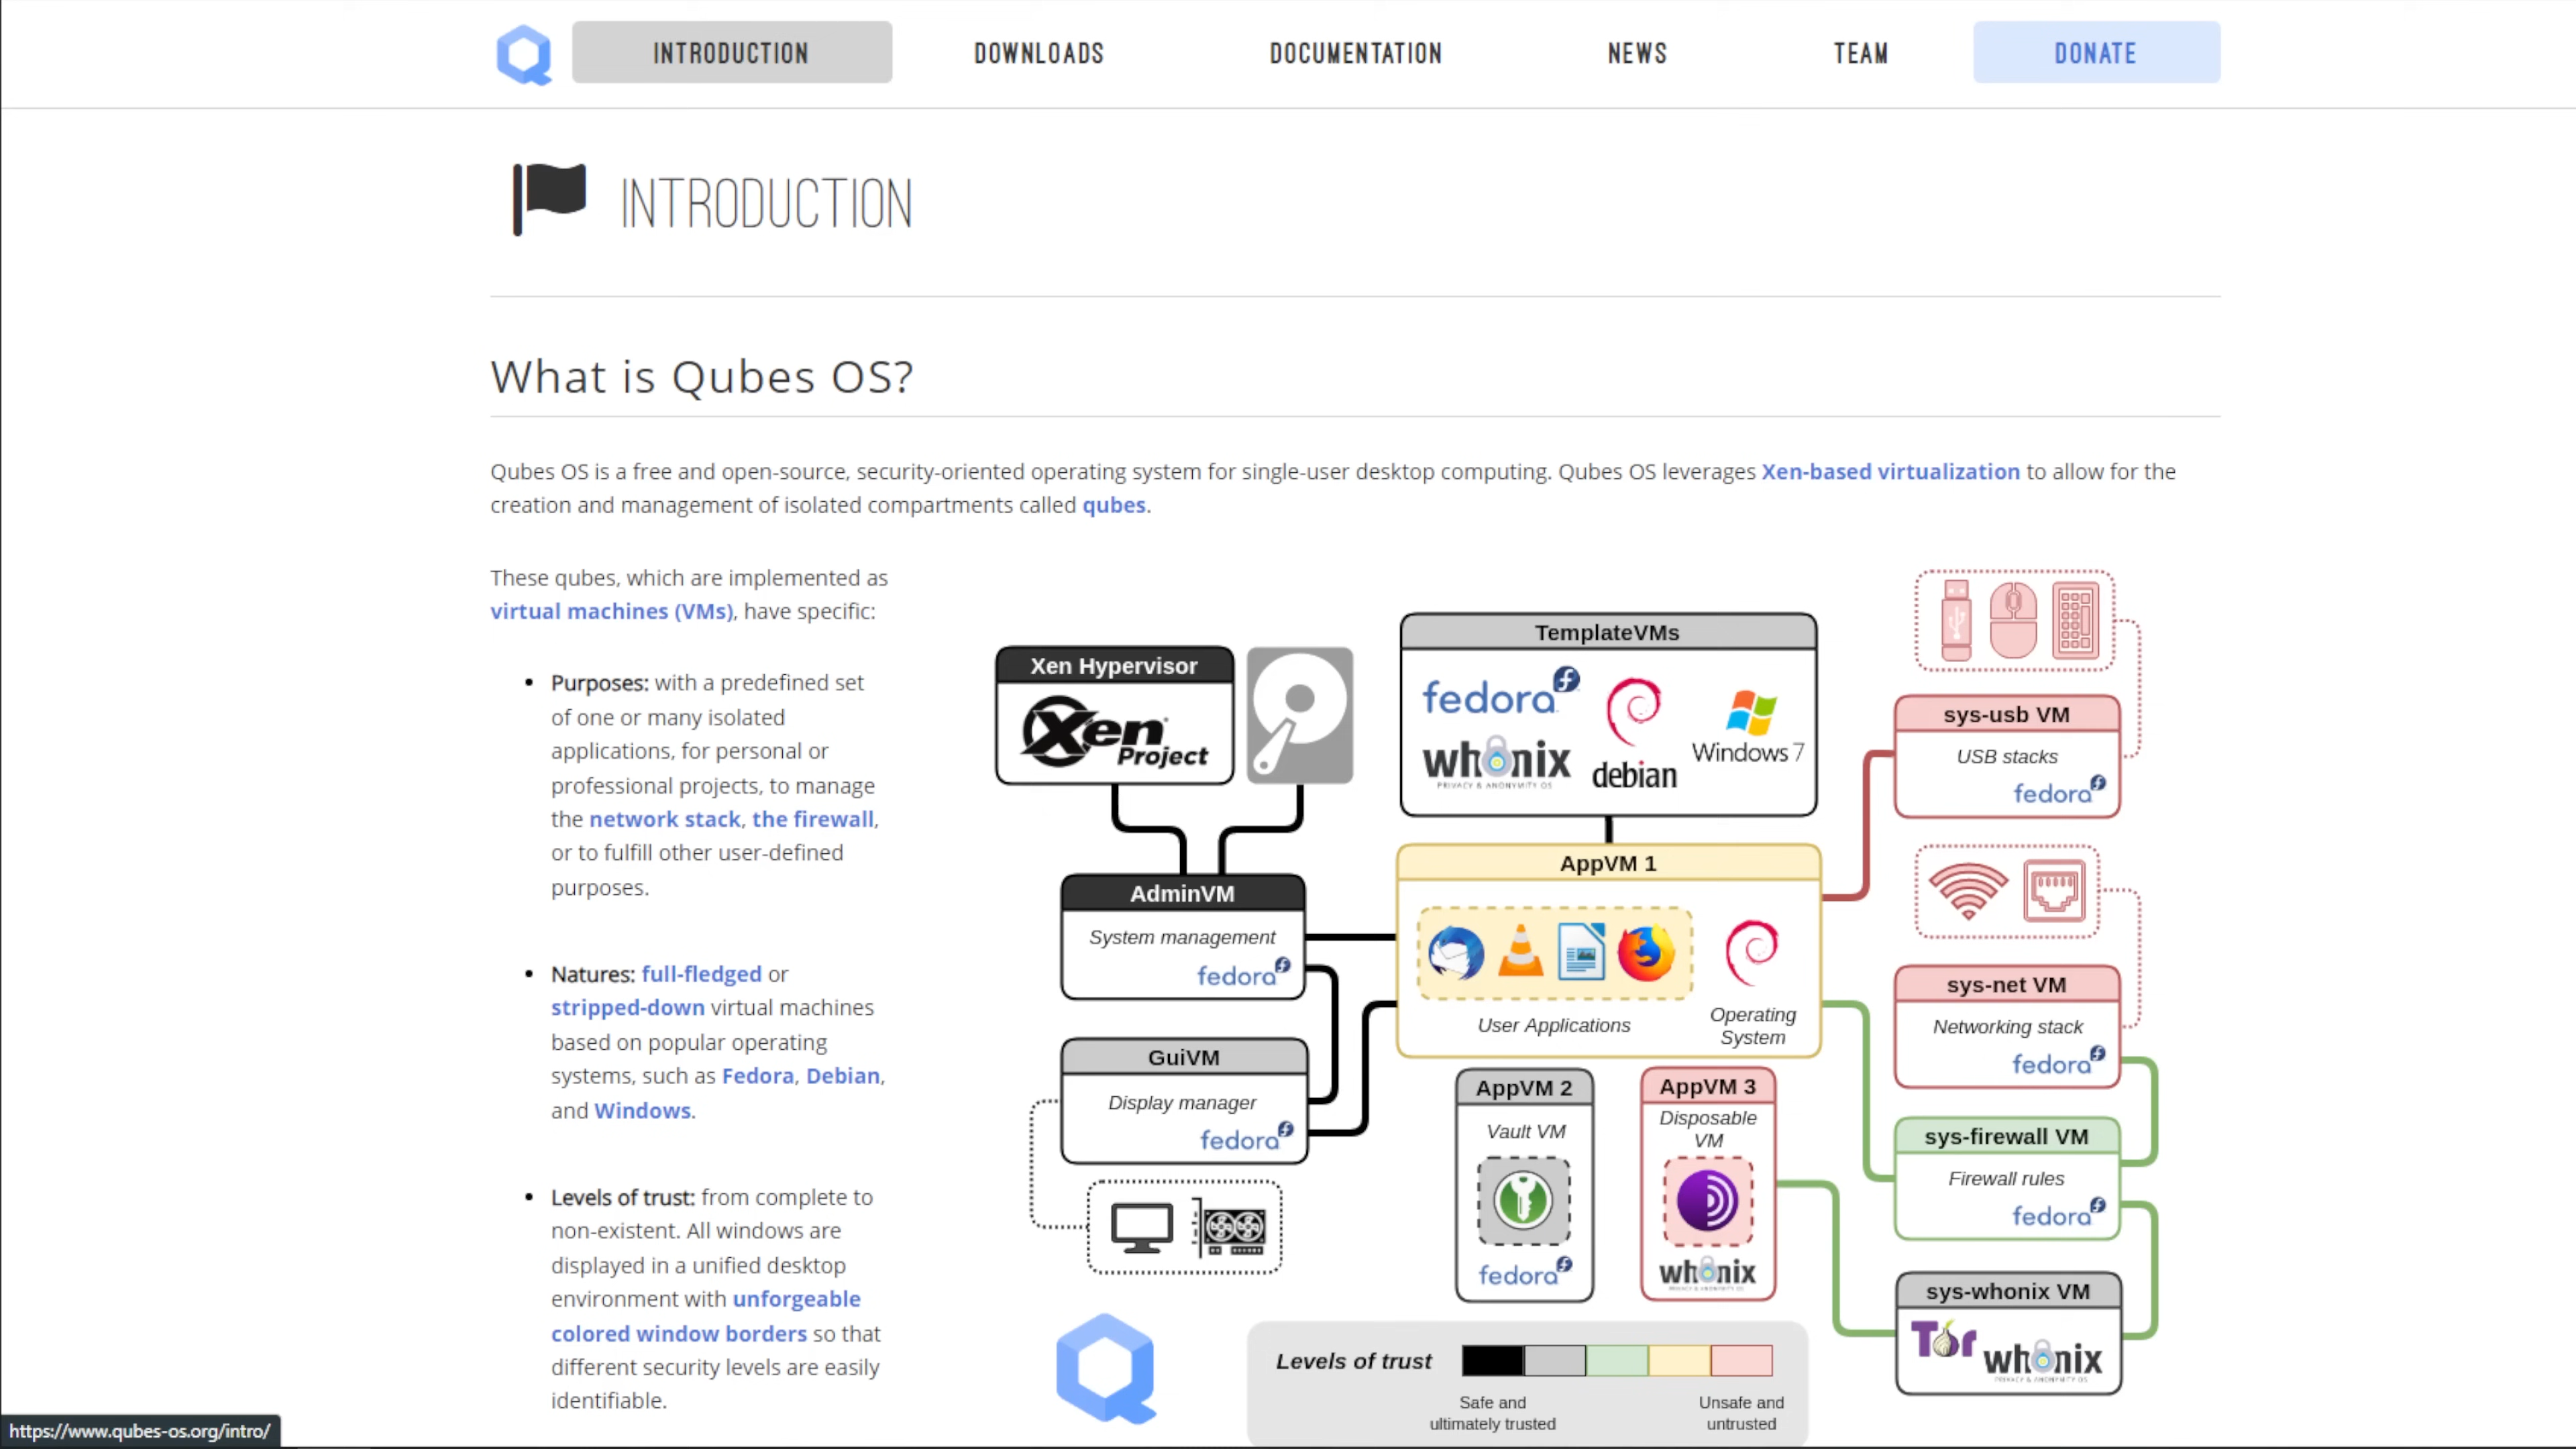 INTRODUCTION
DOWNLOADS
DOCUMENTATION
NEWS
TEAM
DONATE
INTRODUCTION
What is Qubes OS?
Qubes OS is a free and open-source, security-oriented operating system for single-user desktop computing. Qubes OS leverages Xen-based virtualization to allow for the
creation and management of isolated compartments called qubes.
These qubes, which are implemented as
virtual machines (VMs), have specific:
• Purposes: with a predefined set
of one or many isolated
applications, for personal or
professional projects, to manage
the network stack, the firewall,
or to fulfill other user-defined
purposes.
• Natures: full-fledged or
stripped-down virtual machines
based on popular operating
systems, such as Fedora, Debian,
and Windows.
• Levels of trust: from complete to
non-existent. All windows are
displayed in a unified desktop
environment with unforgeable
colored window borders so that
different security levels are easily
identifiable.
Xen Hypervisor
Xen
Project
AdminVM
System management
fedora
GuiVM
Display manager
fedora
TemplateVMs
fedora
whonix
PRIVACY & ANONYMITY OS
debian
Windows 7
AppVM 1
User Applications
Operating
System
AppVM 2
Vault VM
fedora
AppVM 3
Disposable
VM
whonix
PRIVACY & ANONYMITY OS
sys-usb VM
USB stacks
fedora
sys-net VM
Networking stack
fedora
sys-firewall VM
Firewall rules
fedora
sys-whonix VM
Tor
whonix
PRIVACY & ANONYMITY OS
Levels of trust
Safe and
ultimately trusted
Unsafe and
untrusted
https://www.qubes-os.org/intro/